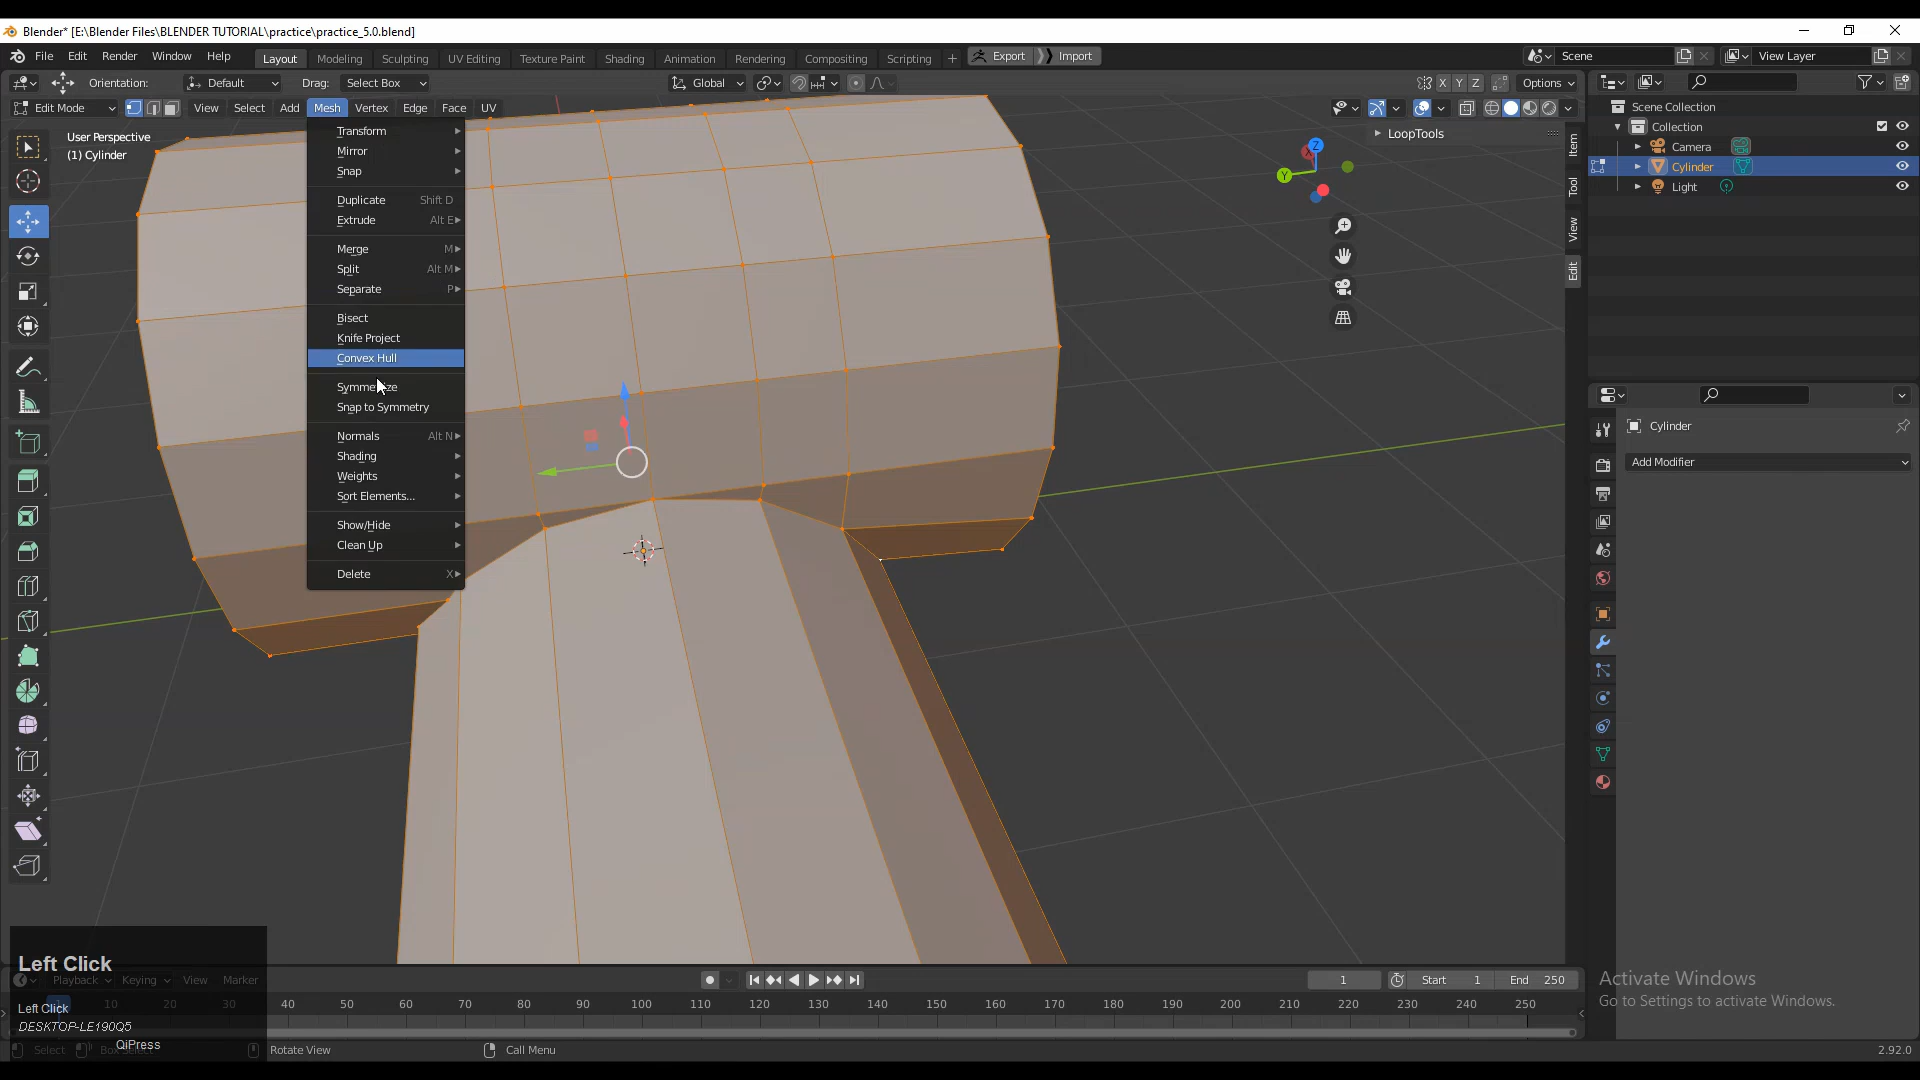 Blender* [E:\Blender Files\BLENDER TUTORIAL\practice\practice_5.0.blend]
File Edit Render Window Help Layout Modeling Sculpting UV Editing Texture Paint Shading Animation Rendering Compositing Scripting + Export Import Scene View Layer
Orientation: Default Drag: Select Box Global X Y Z Options
Edit Mode View Select Add Mesh Vertex Edge Face UV
User Perspective
(1) Cylinder
Transform
Mirror
Snap
Duplicate Shift D
Extrude Alt E
Merge M
Split Alt M
Separate P
Bisect
Knife Project
Convex Hull
Symmetrize
Snap to Symmetry
Normals Alt N
Shading
Weights
Sort Elements...
Show/Hide
Clean Up
Delete X
LoopTools
Z
Y
Item
Tool
View
Edit
Scene Collection
Collection
Camera
Cylinder
Light
Cylinder
Add Modifier
Left Click
Left Click
DESKTOP-LE190Q5
QiPress
Playback Keying View Marker
1 Start 1 End 250
1 10 20 30 40 50 60 70 80 90 100 110 120 130 140 150 160 170 180 190 200 210 220 230 240 250
Select Box Select Rotate View Call Menu
Activate Windows
Go to Settings to activate Windows.
2.92.0